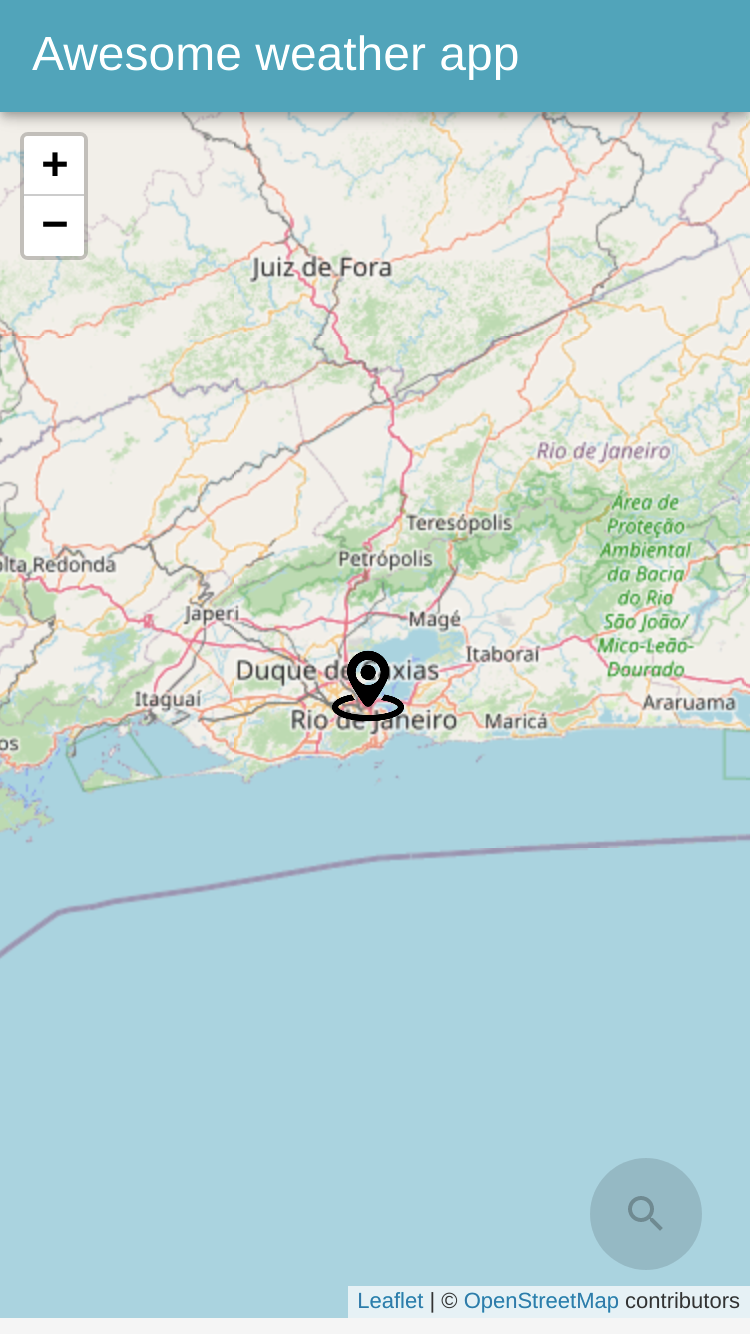 Awesome weather app
+
−
Juiz de Fora
Rio de Janeiro
Área de
Proteção
Ambiental
da Bacia
do Rio
São João/
Mico-Leão-
Dourado
Teresópolis
Petrópolis
olta Redonda
Japeri
Magé
Itaboraí
Duque de Caxias
Itaguaí
Rio de Janeiro
Maricá
Araruama
os
Leaflet | © OpenStreetMap contributors